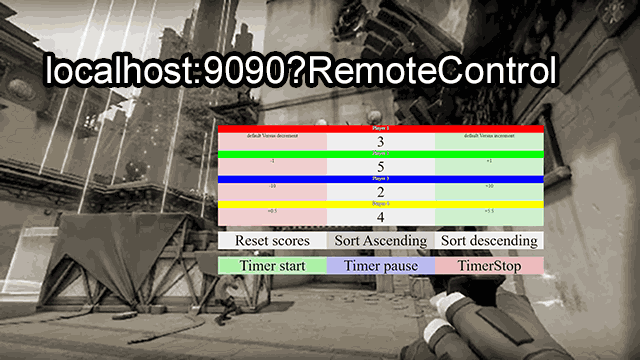 localhost:9090?RemoteControl
Player 1
default Versus decrement 3 default Versus increment
-1 5 +1
Player 3
-10 2 +10
+0.5 4 +5.5
Reset scores Sort Ascending Sort descending
Timer start Timer pause TimerStop